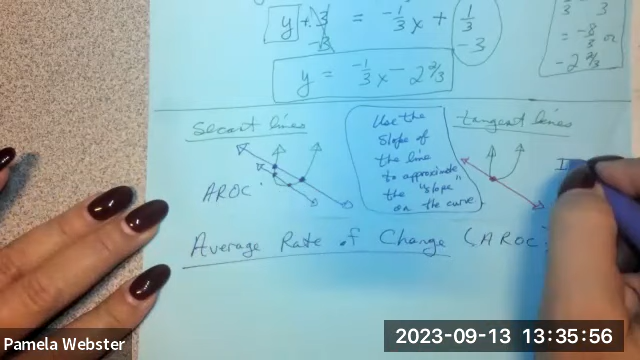 y + 3 = -1/3 x + 1/3
-3
-3
y = -1/3 x - 2 2/3
= -8/3 or
-2 2/3
Secant lines
AROC:
Use the
slope of
the line
to approximate
the "slope"
on the curve
tangent lines
I
Average Rate of Change (AROC)
Pamela Webster
2023-09-13 13:35:56